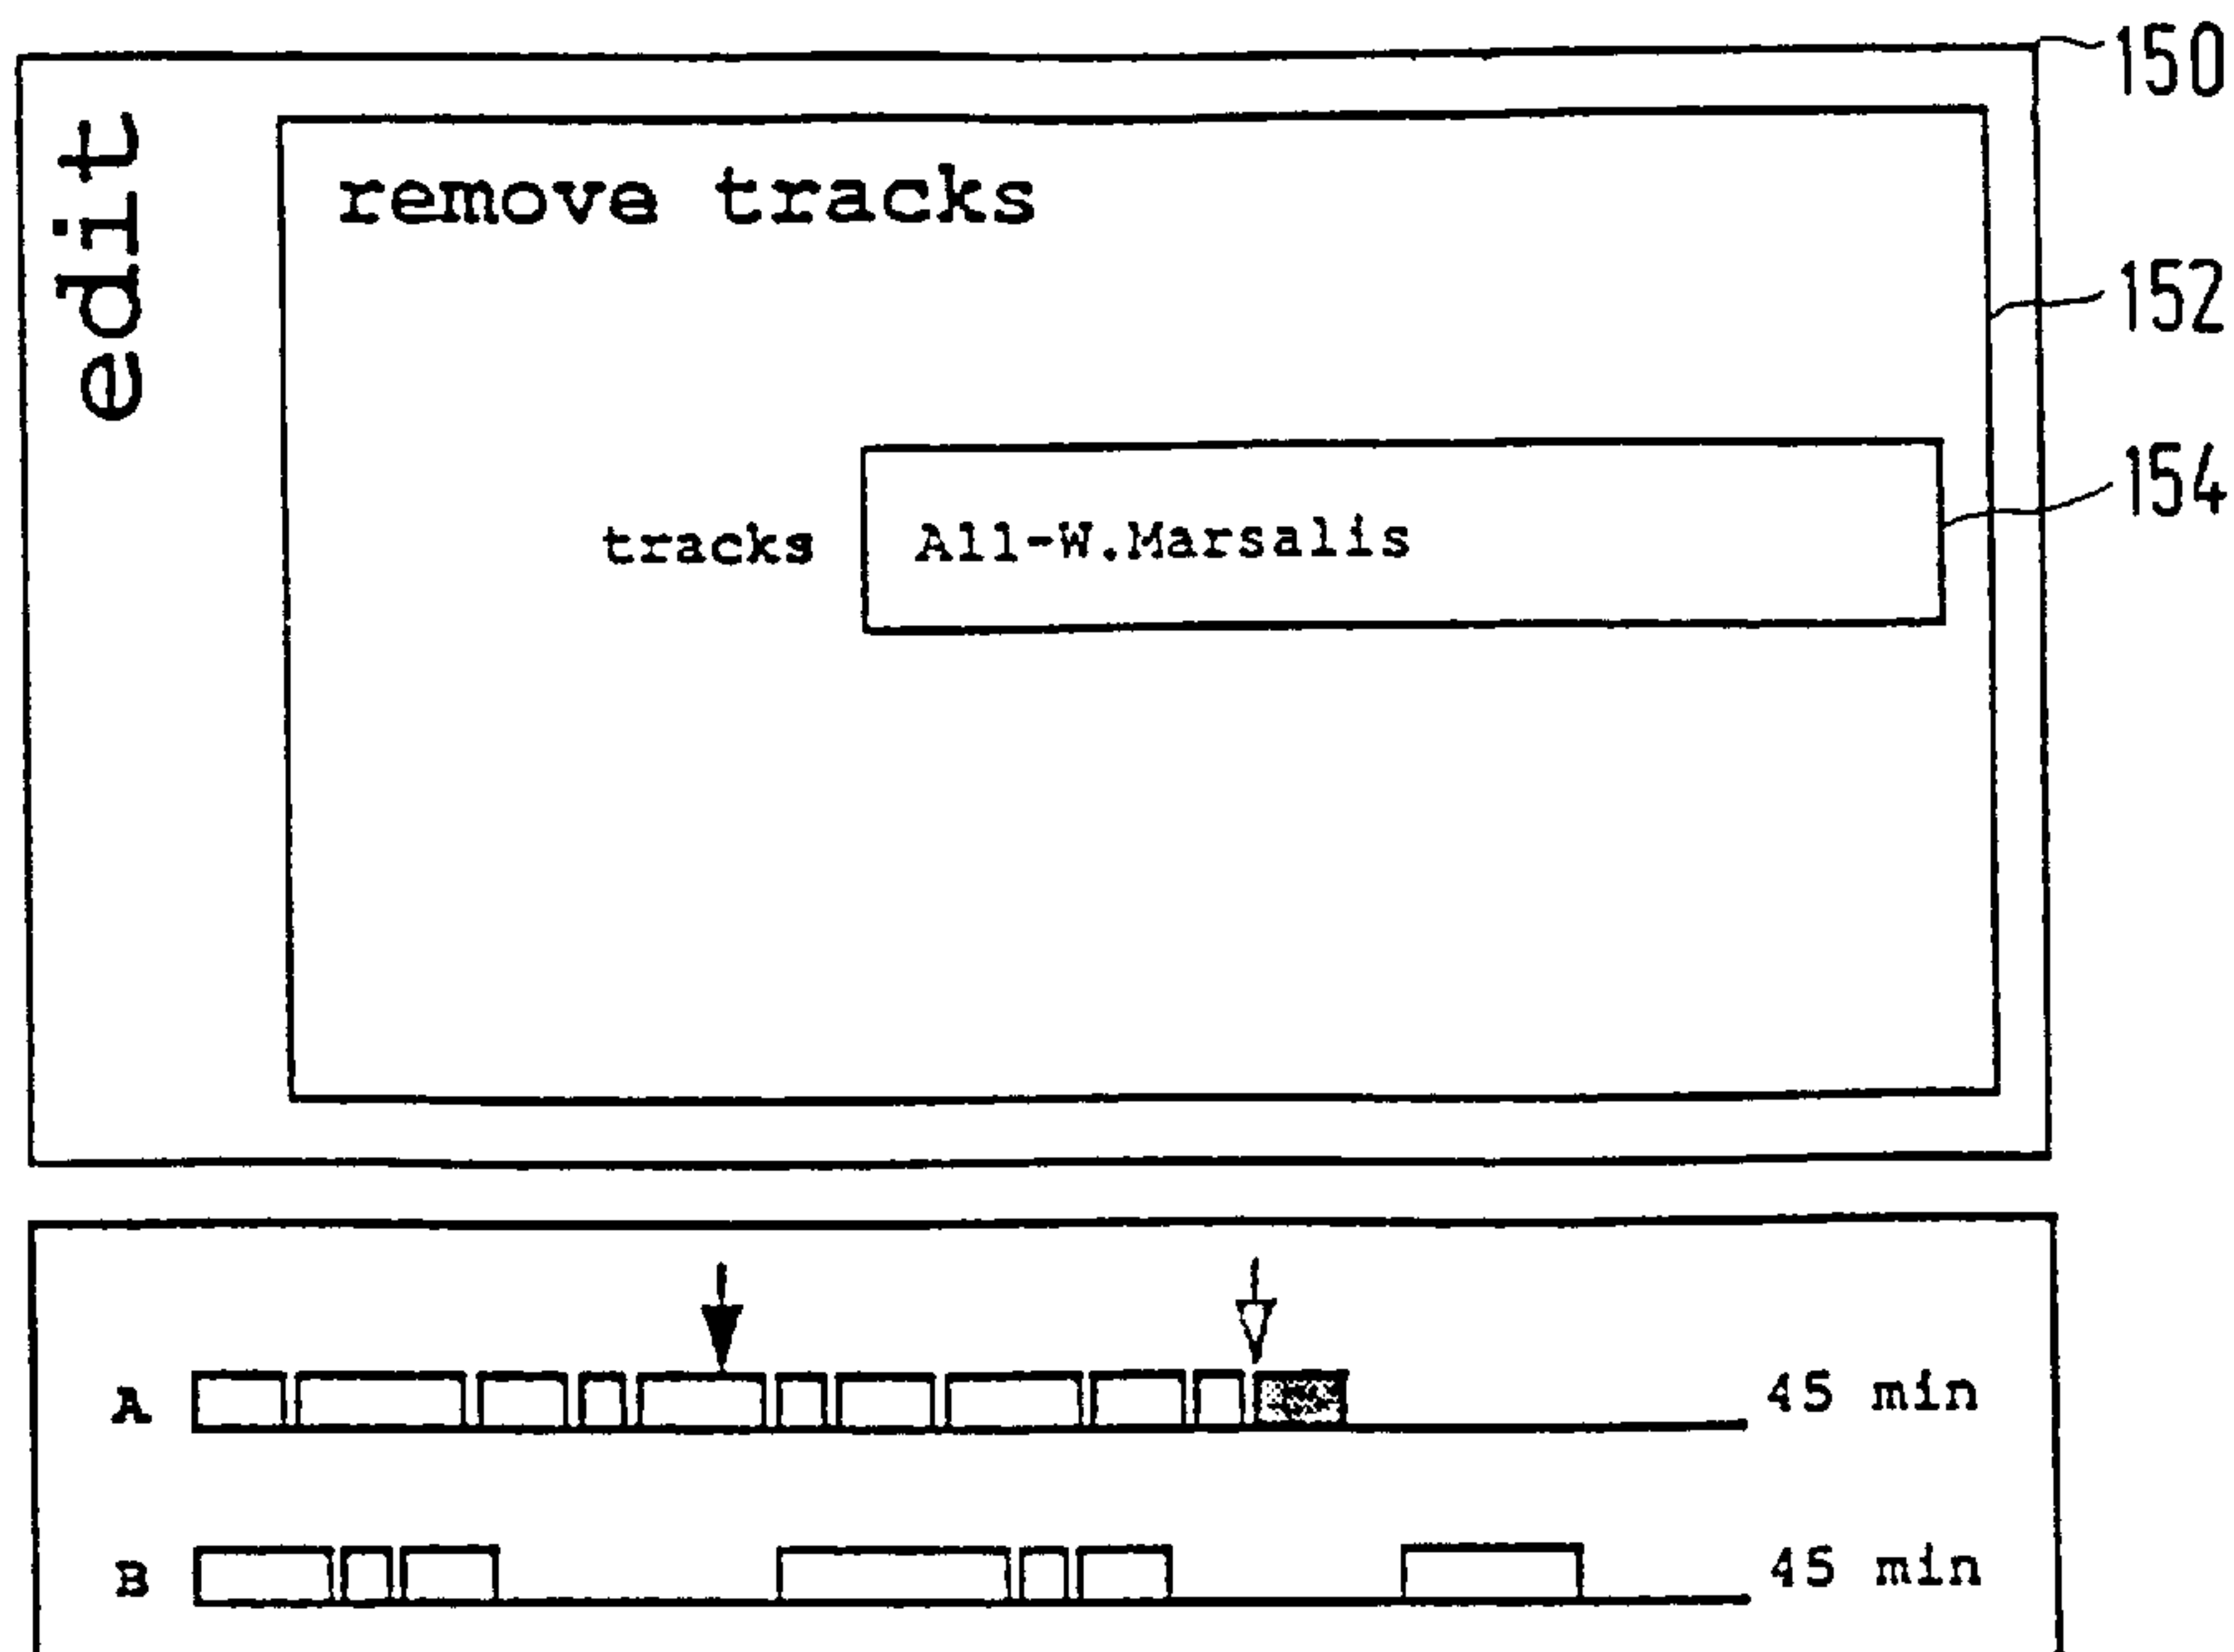 150
edit
remove tracks
152
154
tracks All-W.Marsalis
A 45 min
B 45 min